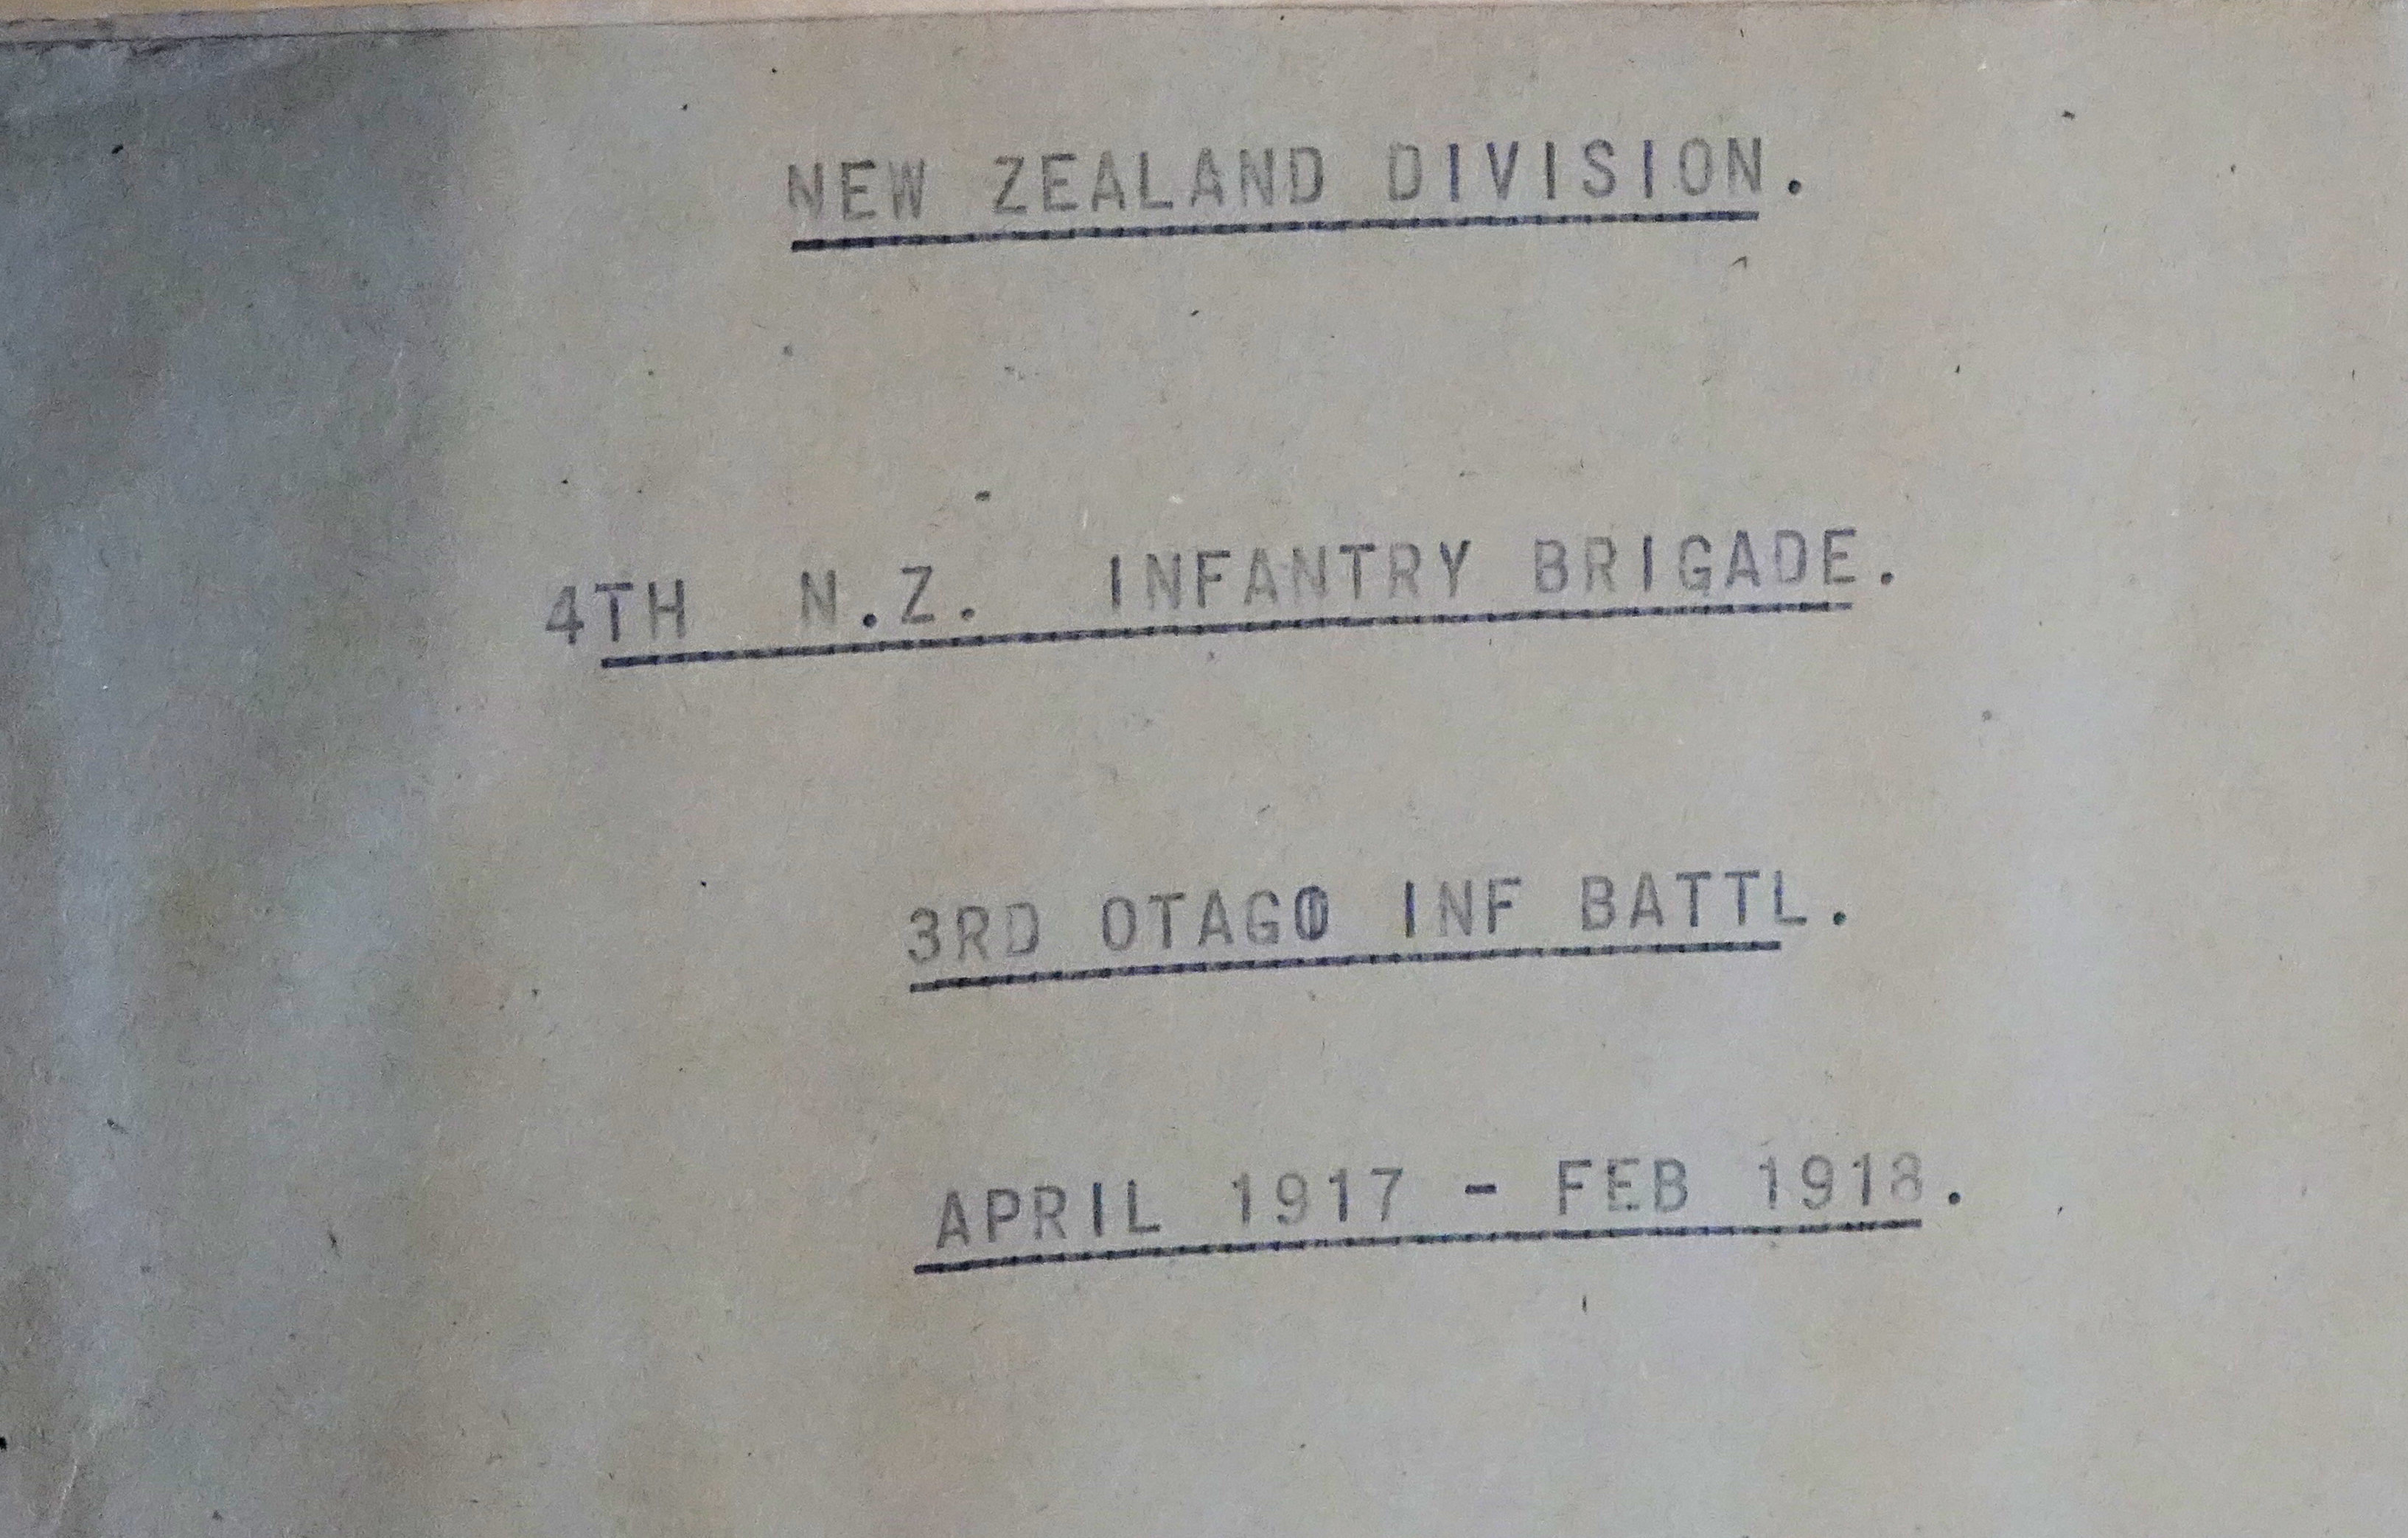 NEW ZEALAND DIVISION.
4TH N.Z. INFANTRY BRIGADE.
3RD OTAGO INF BATTL.
APRIL 1917 - FEB 1918.